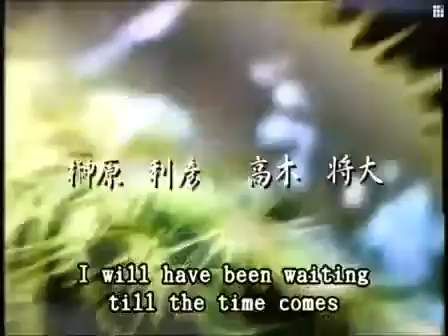 榊原 利彦 高木 将大
I will have been waiting
till the time comes